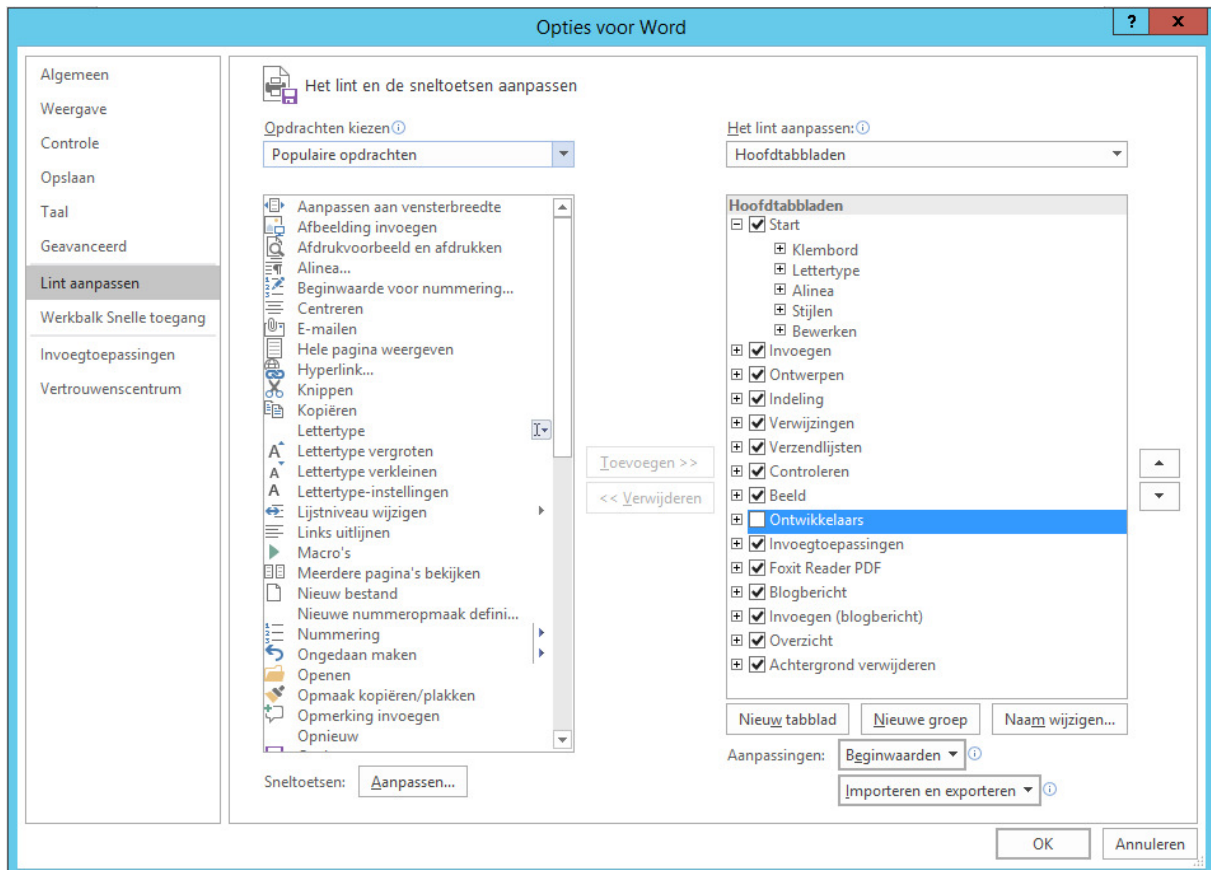 Opties voor Word
? x
Algemeen
Weergave
Controle
Opslaan
Taal
Geavanceerd
Lint aanpassen
Werkbalk Snelle toegang
Invoegtoepassingen
Vertrouwenscentrum
Het lint en de sneltoetsen aanpassen
Opdrachten kiezen
Populaire opdrachten
Aanpassen aan vensterbreedte
Afbeelding invoegen
Afdrukvoorbeeld en afdrukken
Alinea...
Beginwaarde voor nummering...
Centreren
E-mailen
Hele pagina weergeven
Hyperlink...
Knippen
Kopiëren
Lettertype
Lettertype vergroten
Lettertype verkleinen
Lettertype-instellingen
Lijstniveau wijzigen
Links uitlijnen
Macro's
Meerdere pagina's bekijken
Nieuw bestand
Nieuwe nummeropmaak defini...
Nummering
Ongedaan maken
Openen
Opmaak kopiëren/plakken
Opmerking invoegen
Opnieuw
Sneltoetsen: Aanpassen...
Toevoegen >>
<< Verwijderen
Het lint aanpassen:
Hoofdtabbladen
Hoofdtabbladen
Start
Klembord
Lettertype
Alinea
Stijlen
Bewerken
Invoegen
Ontwerpen
Indeling
Verwijzingen
Verzendlijsten
Controleren
Beeld
Ontwikkelaars
Invoegtoepassingen
Foxit Reader PDF
Blogbericht
Invoegen (blogbericht)
Overzicht
Achtergrond verwijderen
Nieuw tabblad Nieuwe groep Naam wijzigen...
Aanpassingen: Beginwaarden
Importeren en exporteren
OK Annuleren